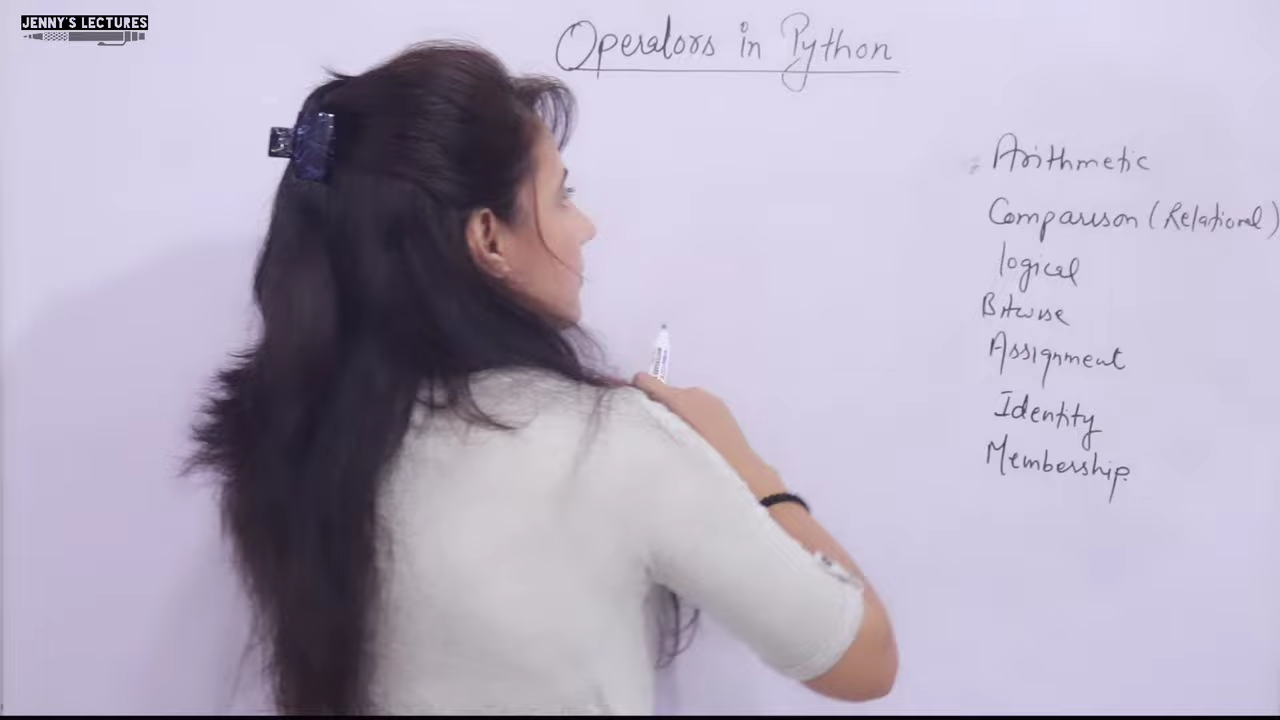 JENNY'S LECTURES
Operators in Python
Arithmetic
Comparison (Relational)
logical
Bitwise
Assignment
Identity
Membership.